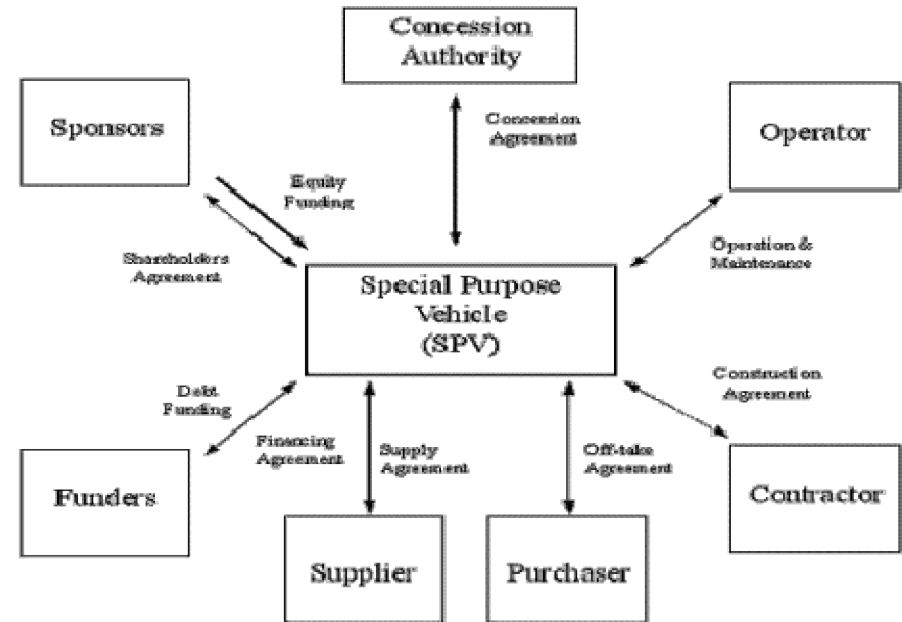 Concession
Authority
Sponsors
Concession
Agreement
Operator
Equity
Funding
Shareholders
Agreement
Operation &
Maintenance
Special Purpose
Vehicle
(SPV)
Construction
Agreement
Debt
Funding
Financing
Agreement
Supply
Agreement
Off-take
Agreement
Funders
Contractor
Supplier
Purchaser